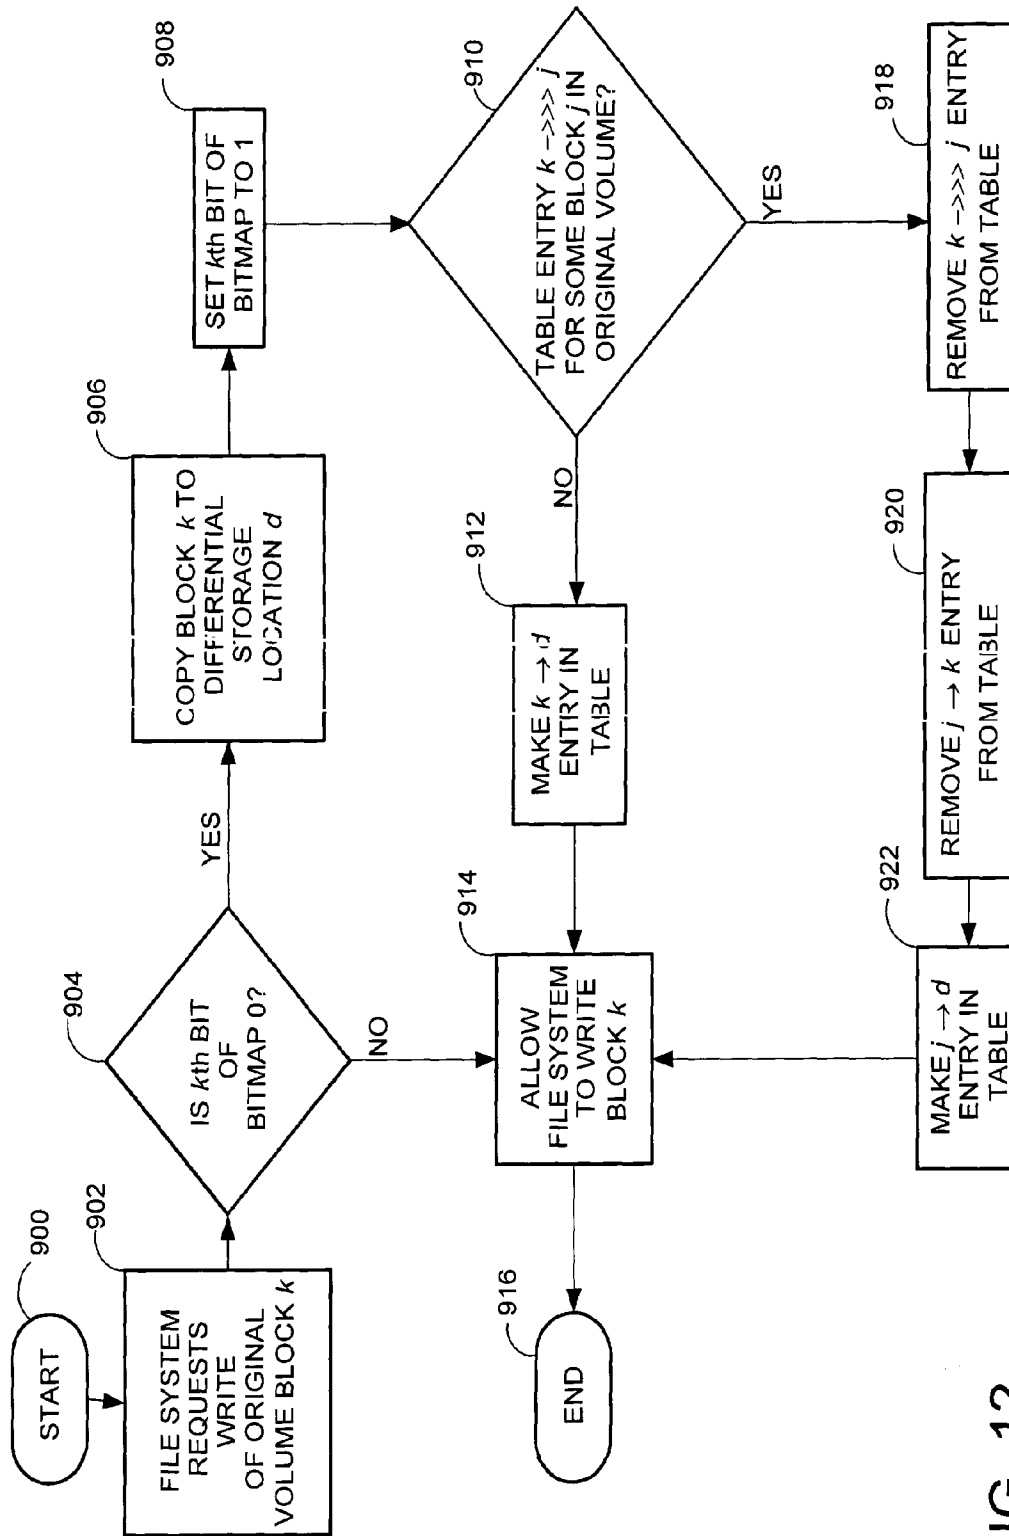 900
START
902
FILE SYSTEM
REQUESTS
WRITE
OF ORIGINAL
VOLUME BLOCK k
904
IS kth BIT
OF
BITMAP 0?
YES
NO
906
COPY BLOCK k TO
DIFFERENTIAL
STORAGE
LOCATION d
908
SET kth BIT OF
BITMAP TO 1
910
TABLE ENTRY k ->>>> j
FOR SOME BLOCK j IN
ORIGINAL VOLUME?
NO
YES
912
MAKE k → d
ENTRY IN
TABLE
914
ALLOW
FILE SYSTEM
TO WRITE
BLOCK k
916
END
918
REMOVE k ->>>> j ENTRY
FROM TABLE
920
REMOVE j → k ENTRY
FROM TABLE
922
MAKE j → d
ENTRY IN
TABLE